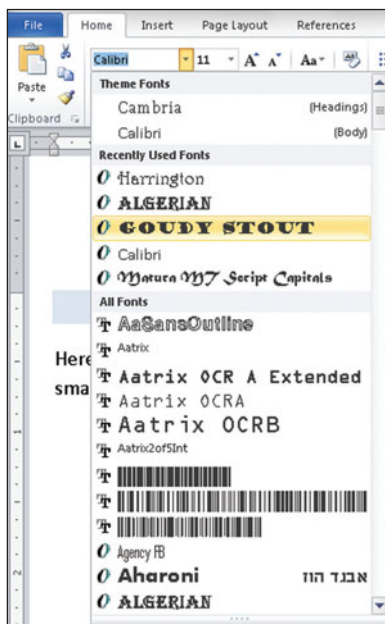 File Home Insert Page Layout References
Calibri 11 A A Aa
Paste
Clipboard
Theme Fonts
Cambria (Headings)
Calibri (Body)
Recently Used Fonts
Harrington
ALGERIAN
GOUDY STOUT
Calibri
Matura MT Script Capitals
All Fonts
AaSansOutline
Aatrix
Here
Aatrix OCR A Extended
sma
Aatrix OCRA
Aatrix OCRB
Aatrix2of5Int
Agency FB
Aharoni אבגד הוז
ALGERIAN